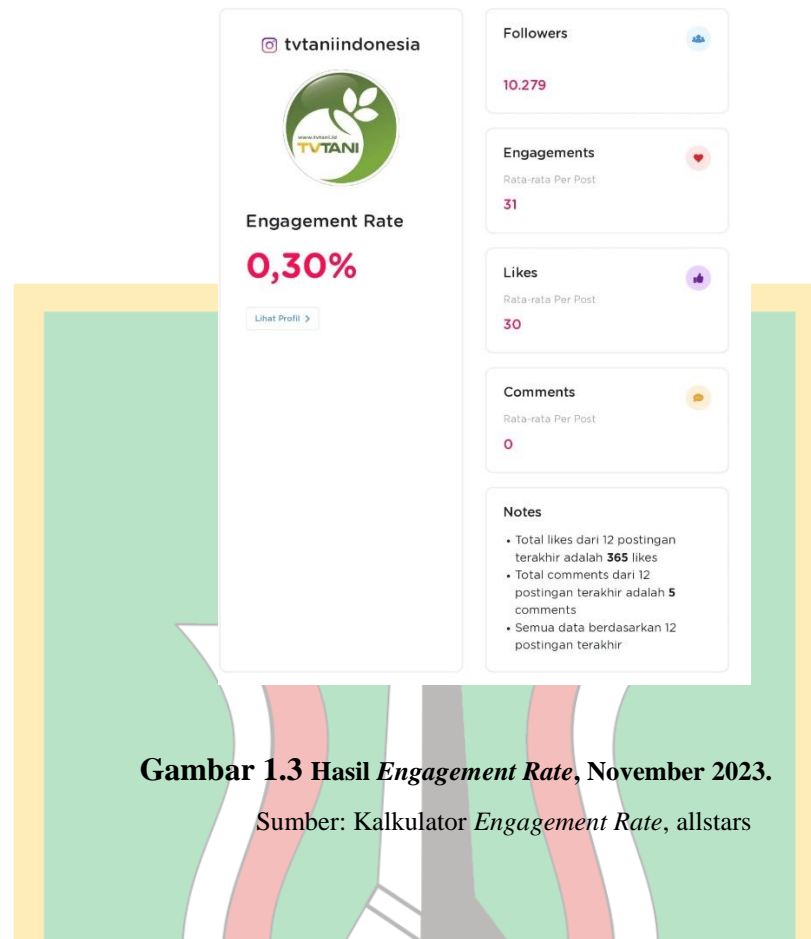 tvtaniindonesia
www.tvtani.id
TVTANI
Engagement Rate
0,30%
Lihat Profil
Followers
10.279
Engagements
Rata-rata Per Post
31
Likes
Rata-rata Per Post
30
Comments
Rata-rata Per Post
0
Notes
• Total likes dari 12 postingan
terakhir adalah 365 likes
• Total comments dari 12
postingan terakhir adalah 5
comments
• Semua data berdasarkan 12
postingan terakhir
Gambar 1.3 Hasil Engagement Rate, November 2023.
Sumber: Kalkulator Engagement Rate, allstars